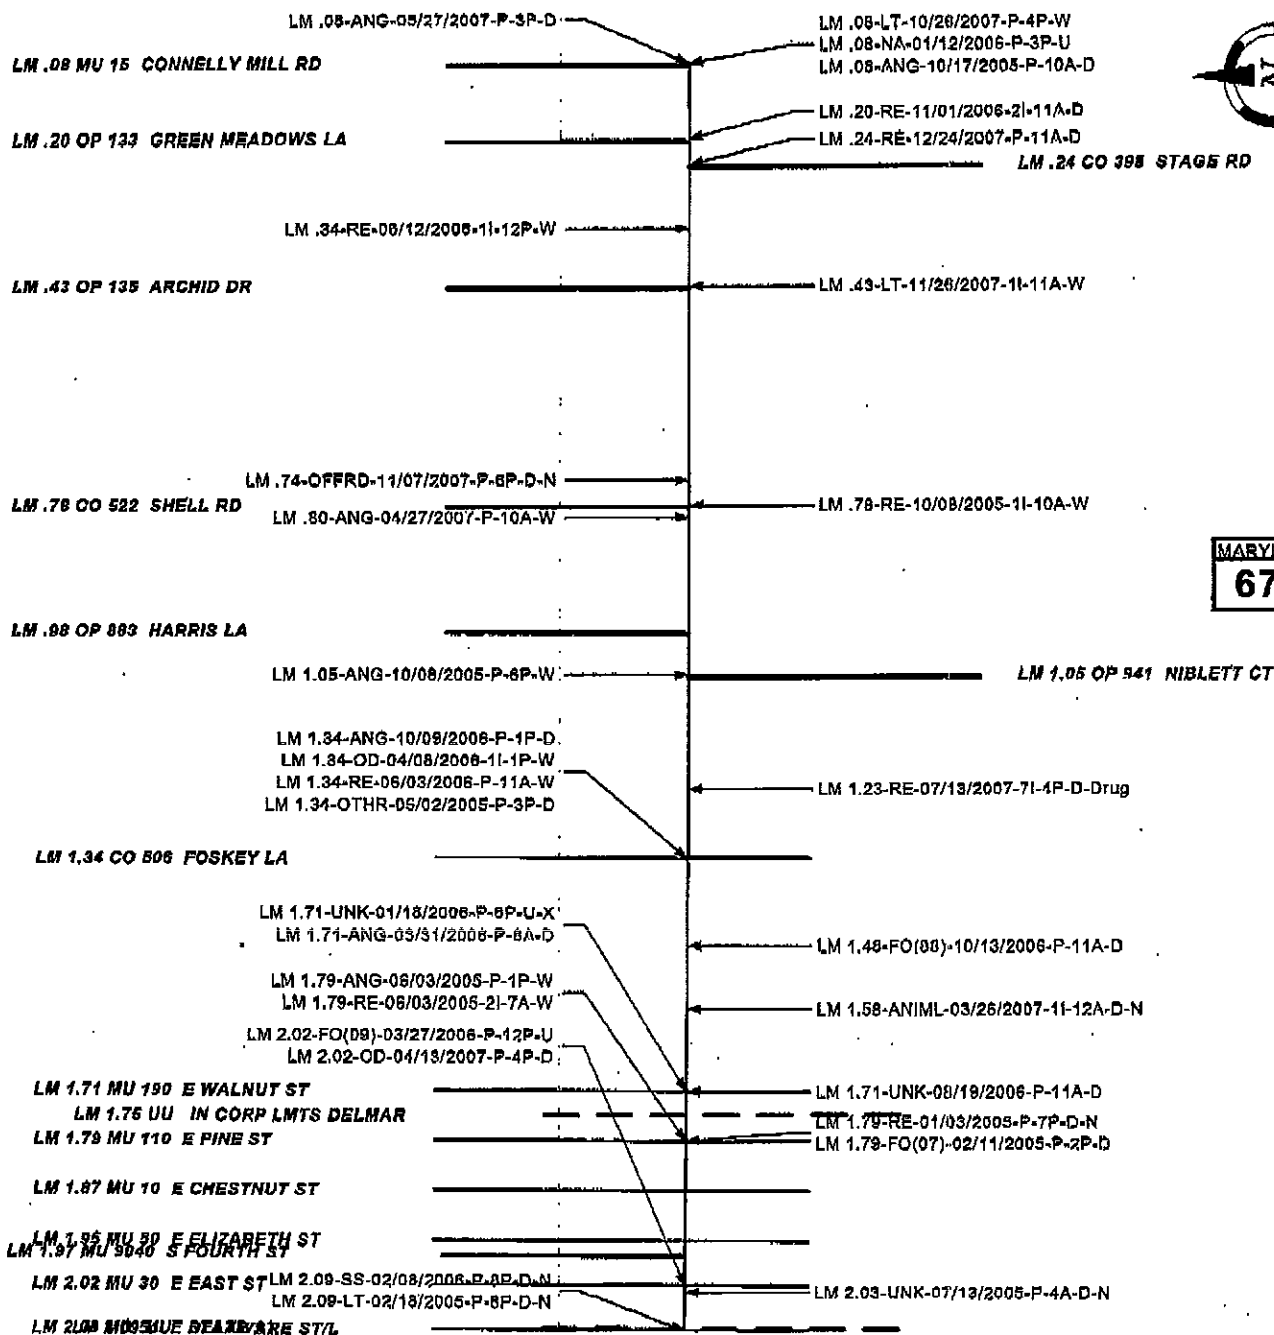 LM .08-ANG-05/27/2007-P-3P-D
LM .08-LT-10/26/2007-P-4P-W
LM .08-NA-01/12/2006-P-3P-U
LM .08-ANG-10/17/2005-P-10A-D
LM .08 MU 15 CONNELLY MILL RD
LM .20-RE-11/01/2006-2I-11A-D
LM .20 OP 133 GREEN MEADOWS LA
LM .24-RE-12/24/2007-P-11A-D
LM .24 CO 398 STAGE RD
LM .34-RE-06/12/2006-1I-12P-W
LM .43 OP 135 ARCHID DR
LM .43-LT-11/26/2007-1I-11A-W
LM .74-OFFRD-11/07/2007-P-6P-D-N
LM .78 CO 522 SHELL RD
LM .78-RE-10/08/2005-1I-10A-W
LM .80-ANG-04/27/2007-P-10A-W
67
LM .98 OP 883 HARRIS LA
LM 1.05-ANG-10/08/2005-P-6P-W
LM 1.05 OP 941 NIBLETT CT
LM 1.34-ANG-10/09/2006-P-1P-D
LM 1.34-OD-04/08/2006-1I-1P-W
LM 1.34-RE-06/03/2006-P-11A-W
LM 1.34-OTHR-05/02/2005-P-3P-D
LM 1.23-RE-07/13/2007-7I-4P-D-Drug
LM 1.34 CO 506 FOSKEY LA
LM 1.71-UNK-01/18/2006-P-6P-U-X
LM 1.71-ANG-03/31/2006-P-8A-D
LM 1.48-FO(88)-10/13/2006-P-11A-D
LM 1.79-ANG-06/03/2005-P-1P-W
LM 1.79-RE-06/03/2005-2I-7A-W
LM 1.58-ANIML-03/26/2007-1I-12A-D-N
LM 2.02-FO(09)-03/27/2006-P-12P-U
LM 2.02-OD-04/13/2007-P-4P-D
LM 1.71 MU 190 E WALNUT ST
LM 1.71-UNK-08/19/2006-P-11A-D
LM 1.75 UU IN CORP LMTS DELMAR
LM 1.79-RE-01/03/2005-P-7P-D-N
LM 1.79 MU 110 E PINE ST
LM 1.79-FO(07)-02/11/2005-P-2P-D
LM 1.87 MU 10 E CHESTNUT ST
LM 1.95 MU 50 E ELIZABETH ST
LM 1.97 MU 9040 S FOURTH ST
LM 2.02 MU 30 E EAST ST
LM 2.09-SS-02/08/2006-P-8P-D-N
LM 2.09-LT-02/18/2005-P-6P-D-N
LM 2.03-UNK-07/13/2005-P-4A-D-N